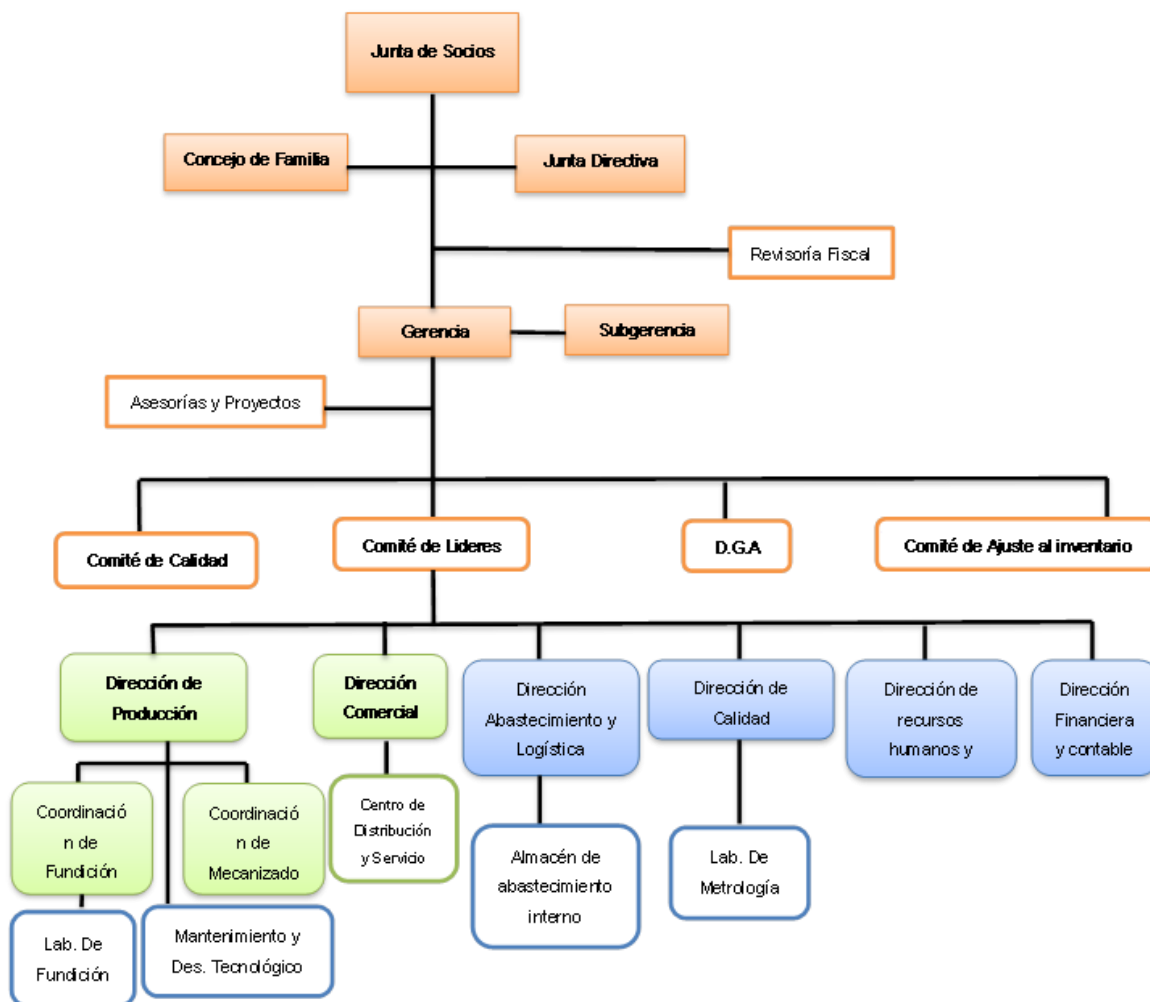 Junta de Socios
Concejo de Familia
Junta Directiva
Revisoría Fiscal
Gerencia
Subgerencia
Asesorías y Proyectos
Comité de Calidad
Comité de Lideres
D.G.A
Comité de Ajuste al inventario
Dirección de
Producción
Dirección
Comercial
Dirección
Abastecimiento y
Logística
Dirección de
Calidad
Dirección de
recursos
humanos y
Dirección
Financiera
y contable
Coordinació
n de
Fundición
Coordinació
n de
Mecanizado
Centro de
Distribución
y Servicio
Almacén de
abastecimiento
interno
Lab. De
Metrología
Lab. De
Fundición
Mantenimiento y
Des. Tecnológico